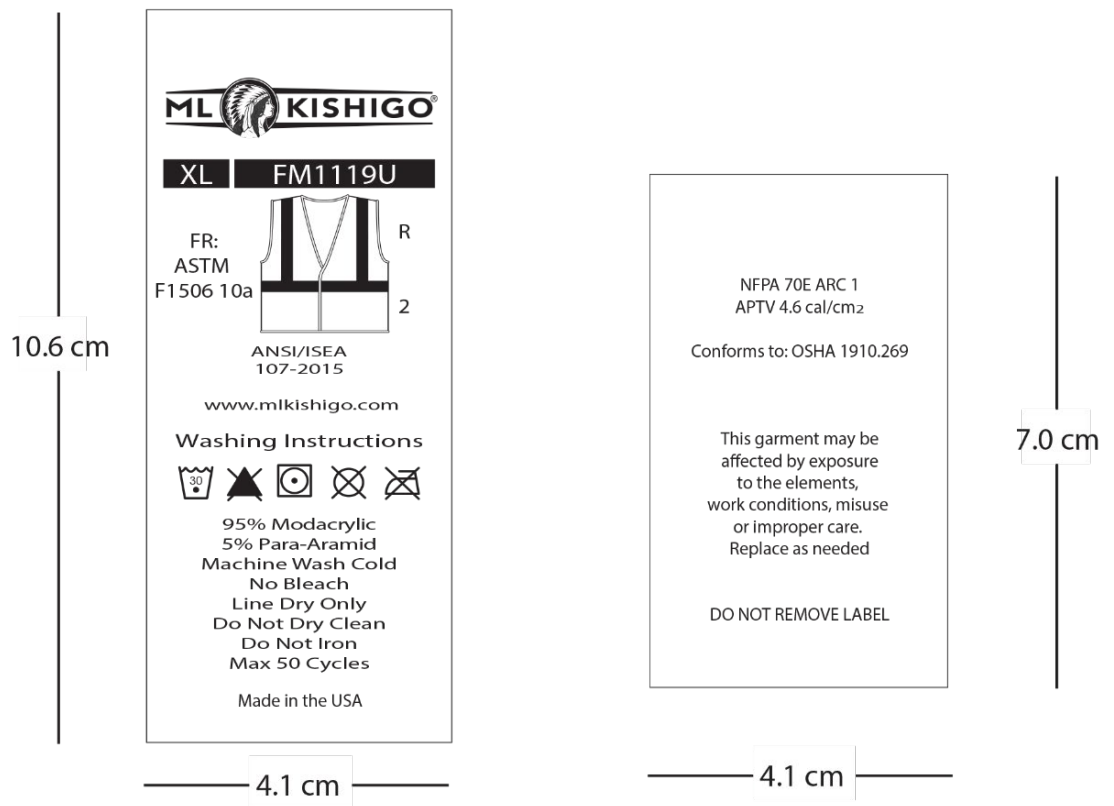 ML KISHIGO®
XL FM1119U
FR:
ASTM
F1506 10a
R
2
ANSI/ISEA
107-2015
www.mlkishigo.com
Washing Instructions
30
95% Modacrylic
5% Para-Aramid
Machine Wash Cold
No Bleach
Line Dry Only
Do Not Dry Clean
Do Not Iron
Max 50 Cycles
Made in the USA
10.6 cm
4.1 cm
NFPA 70E ARC 1
APTV 4.6 cal/cm2
Conforms to: OSHA 1910.269
This garment may be
affected by exposure
to the elements,
work conditions, misuse
or improper care.
Replace as needed
DO NOT REMOVE LABEL
7.0 cm
4.1 cm